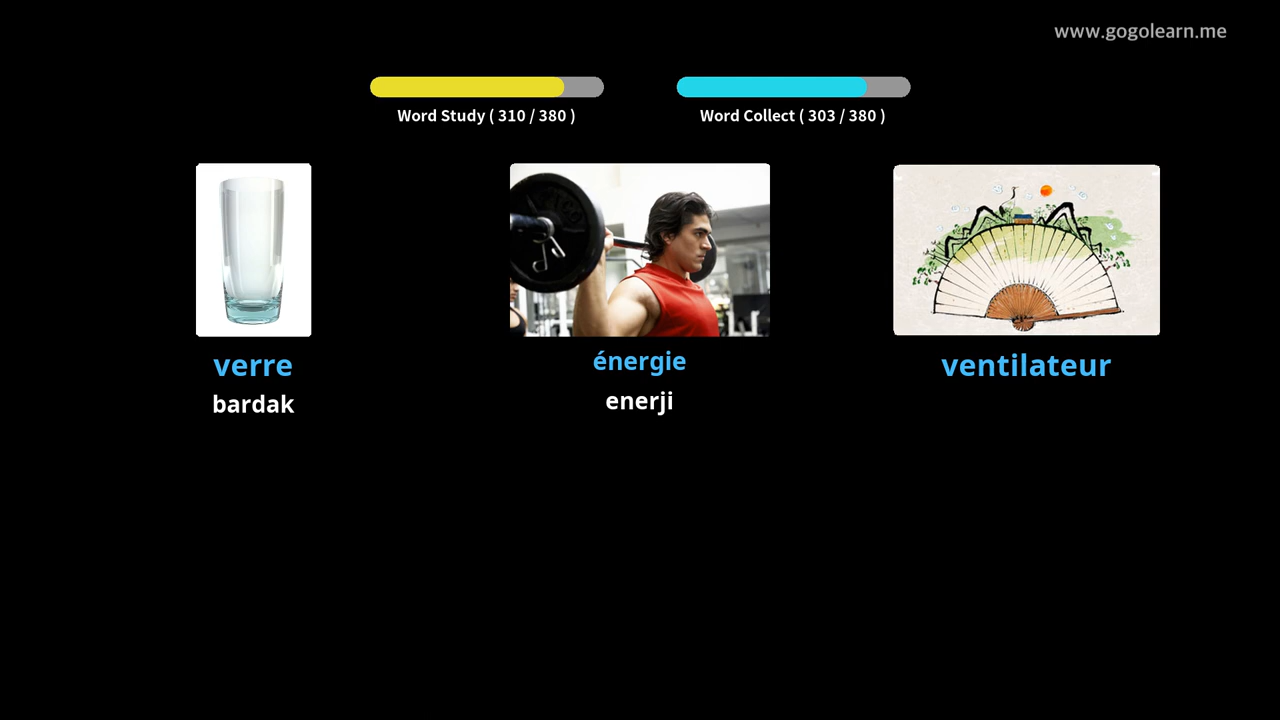 www.gogolearn.me
Word Study ( 310 / 380 )
Word Collect ( 303 / 380 )
verre
bardak
énergie
enerji
ventilateur